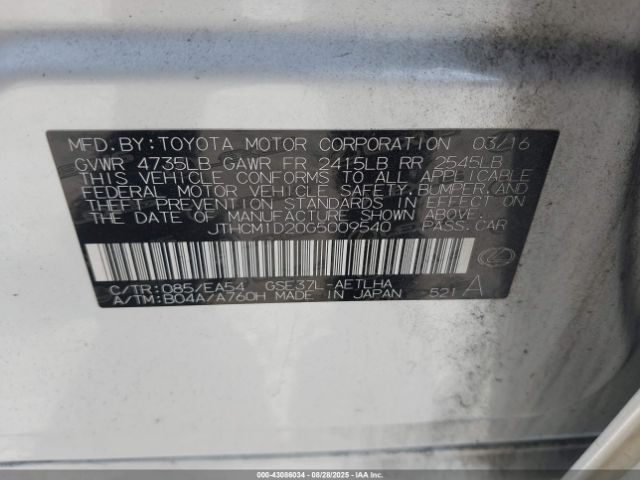 MFD.BY:TOYOTA MOTOR CORPORATION 03/16
GVWR 4735LB GAWR FR 2415LB RR 2545LB
THIS VEHICLE CONFORMS TO ALL APPLICABLE
FEDERAL MOTOR VEHICLE SAFETY, BUMPER, AND
THEFT PREVENTION STANDARDS IN EFFECT ON
THE DATE OF MANUFACTURE SHOWN ABOVE.
JTHCM1D20G5009540 PASS.CAR
C/TR:085/EA54 GSE37L-AETLHA
A/TM:B04A/A760H MADE IN JAPAN 521 A
000-43086034 | 08/28/2025 | IAAI.COM